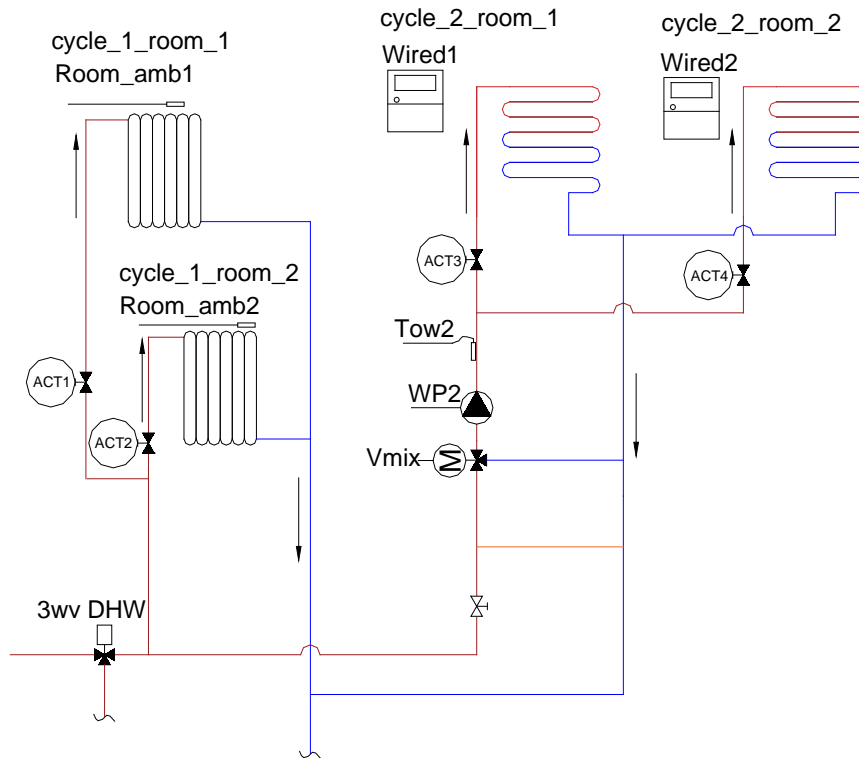 cycle_1_room_1
Room_amb1
cycle_2_room_1
Wired1
cycle_2_room_2
Wired2
cycle_1_room_2
Room_amb2
ACT3
ACT4
Tow2
ACT1
WP2
ACT2
Vmix
M
3wv DHW